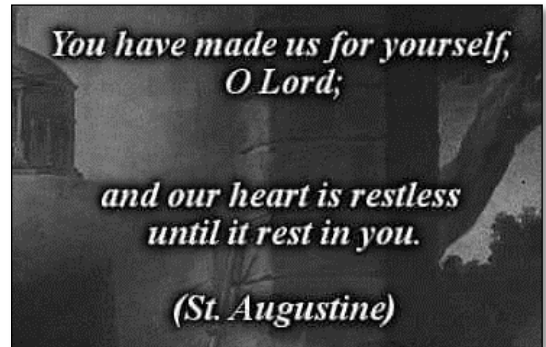 You have made us for yourself,
O Lord;
and our heart is restless
until it rest in you.
(St. Augustine)